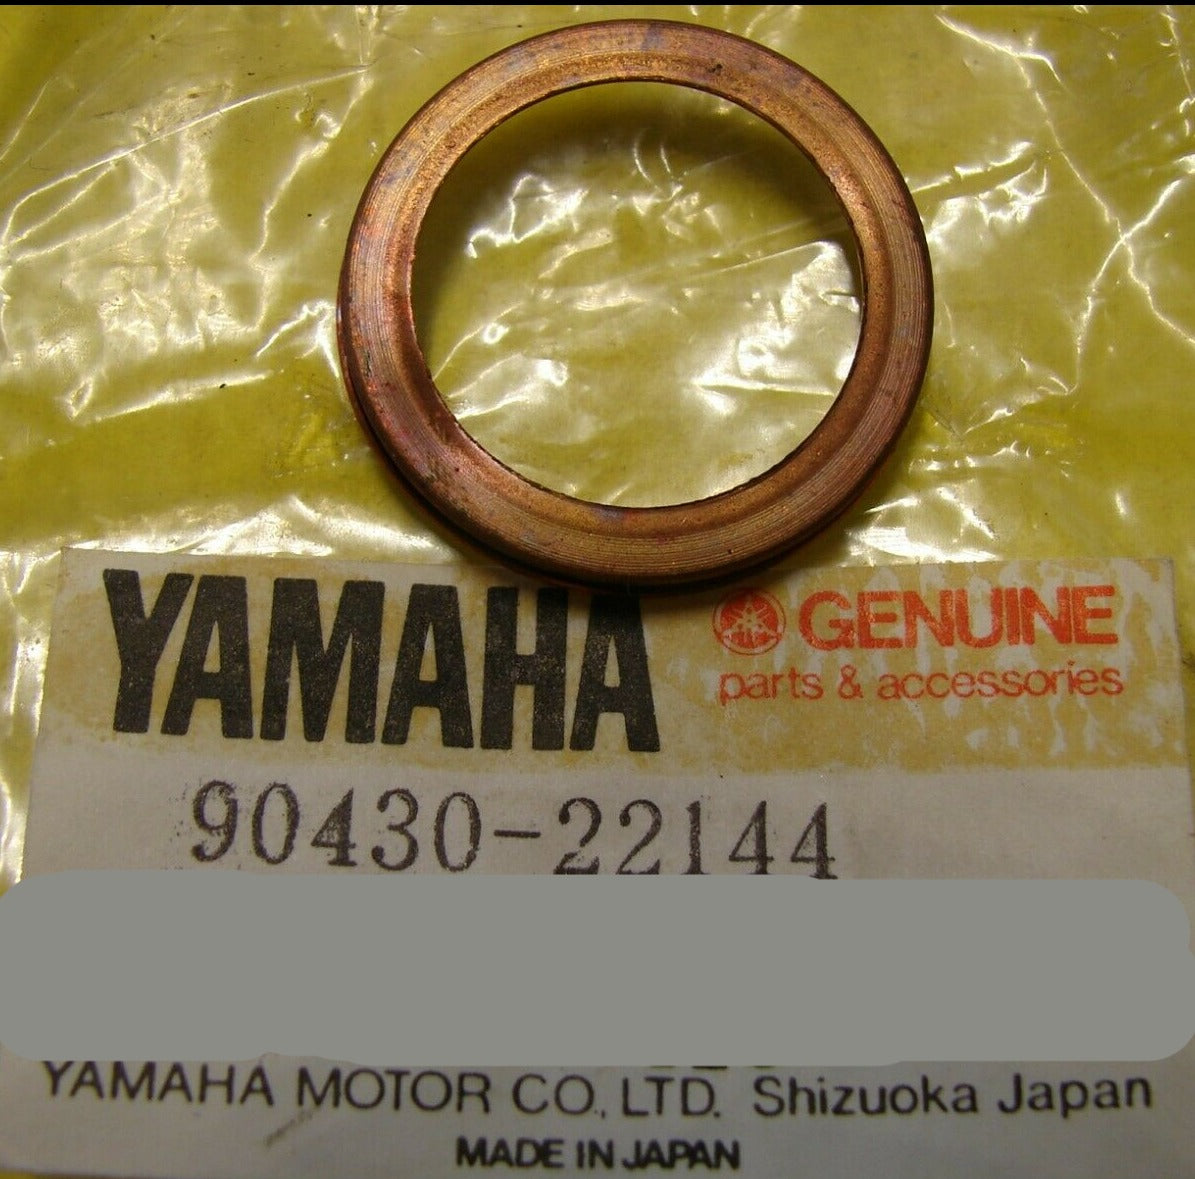 YAMAHA GENUINE
parts & accessories
90430-22144
YAMAHA MOTOR CO., LTD. Shizuoka Japan
MADE IN JAPAN